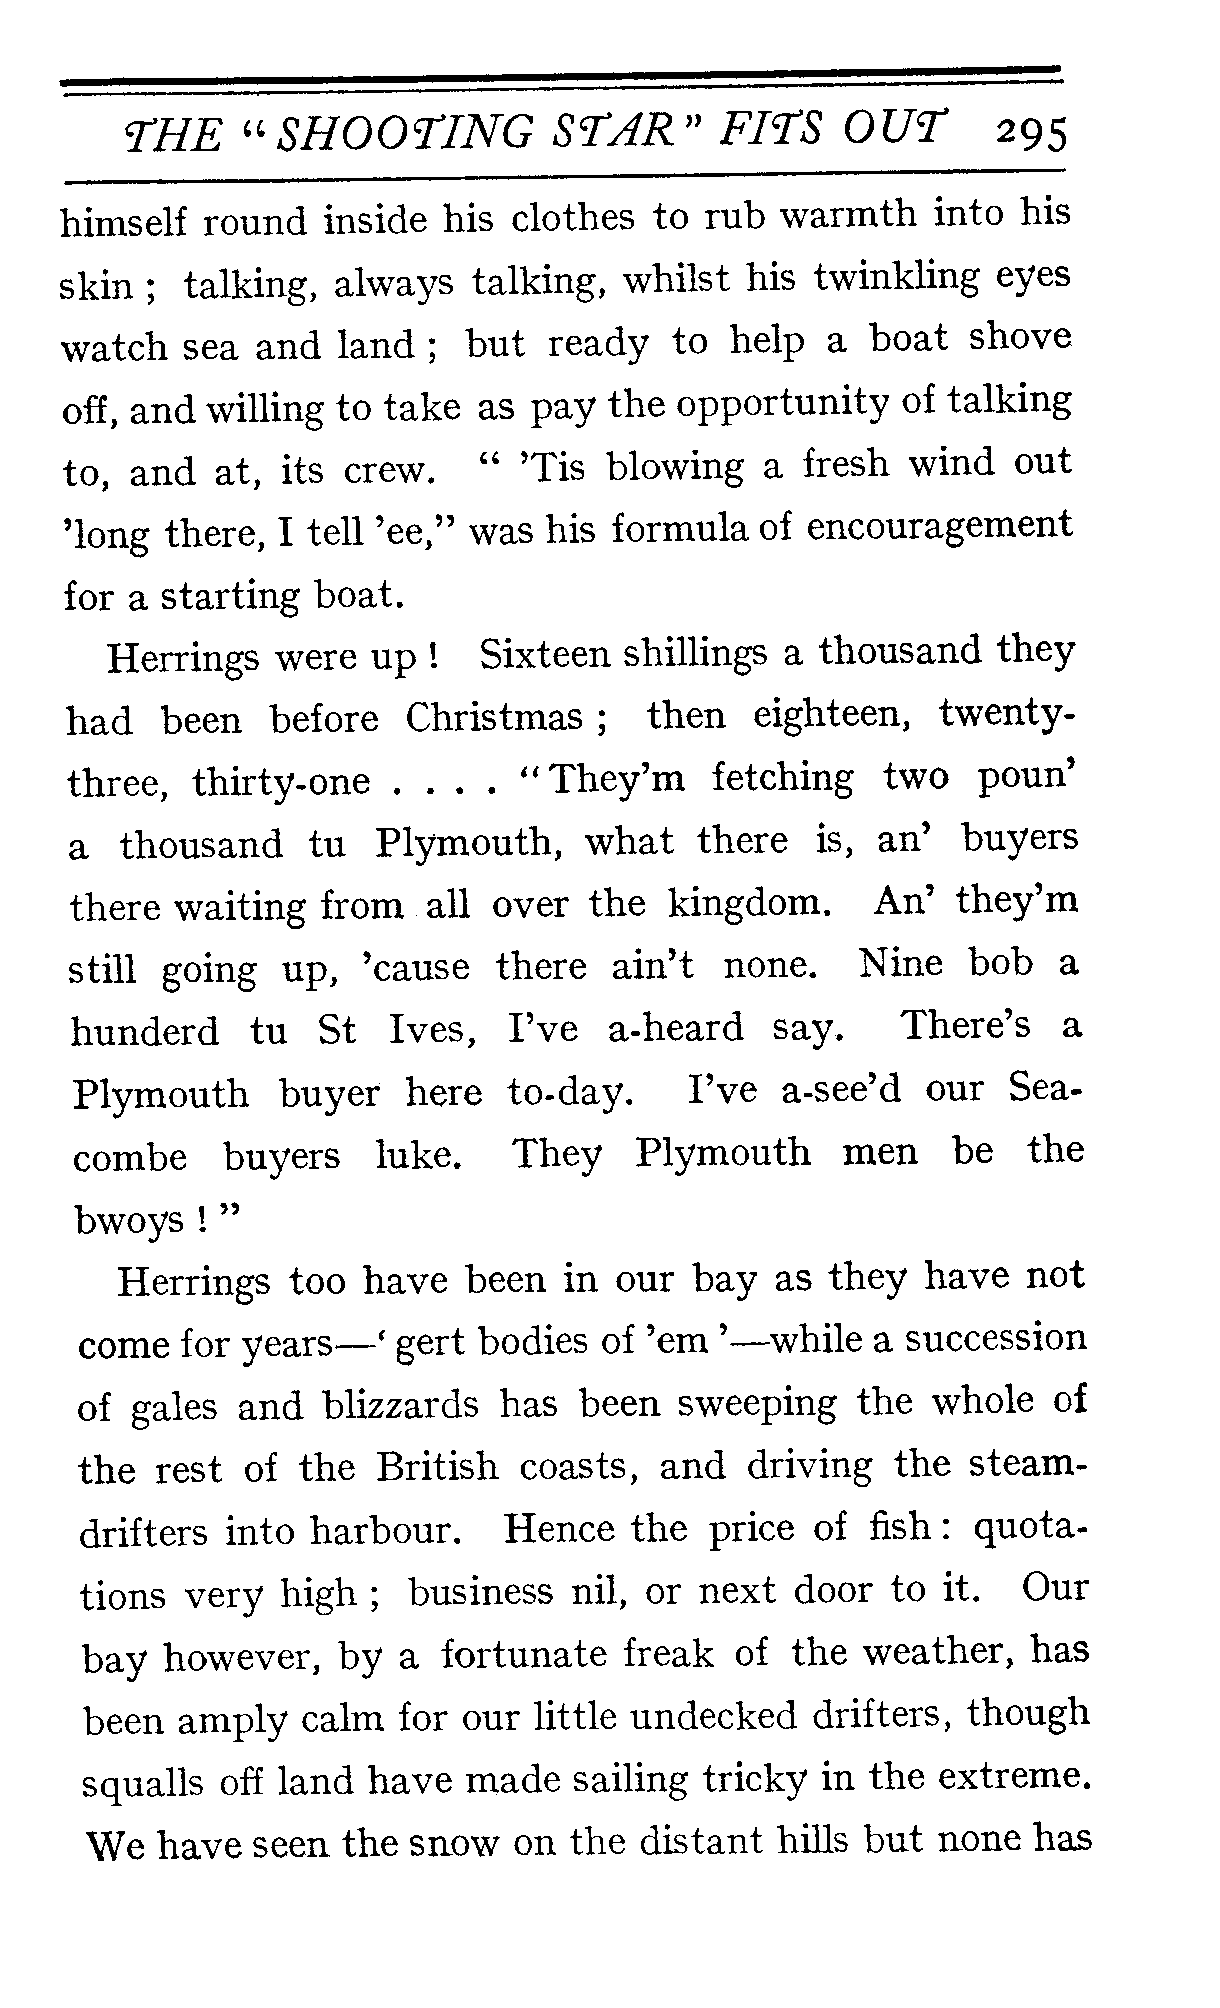 THE "SHOOTING STAR" FITS OUT 295
himself round inside his clothes to rub warmth into his
skin ; talking, always talking, whilst his twinkling eyes
watch sea and land ; but ready to help a boat shove
off, and willing to take as pay the opportunity of talking
to, and at, its crew. " 'Tis blowing a fresh wind out
'long there, I tell 'ee," was his formula of encouragement
for a starting boat.
Herrings were up ! Sixteen shillings a thousand they
had been before Christmas ; then eighteen, twenty-
three, thirty-one . . . . "They'm fetching two poun'
a thousand tu Plymouth, what there is, an' buyers
there waiting from all over the kingdom. An' they'm
still going up, 'cause there ain't none. Nine bob a
hunderd tu St Ives, I've a-heard say. There's a
Plymouth buyer here to-day. I've a-see'd our Sea-
combe buyers luke. They Plymouth men be the
bwoys ! "
Herrings too have been in our bay as they have not
come for years—' gert bodies of 'em '—while a succession
of gales and blizzards has been sweeping the whole of
the rest of the British coasts, and driving the steam-
drifters into harbour. Hence the price of fish : quota-
tions very high ; business nil, or next door to it. Our
bay however, by a fortunate freak of the weather, has
been amply calm for our little undecked drifters, though
squalls off land have made sailing tricky in the extreme.
We have seen the snow on the distant hills but none has